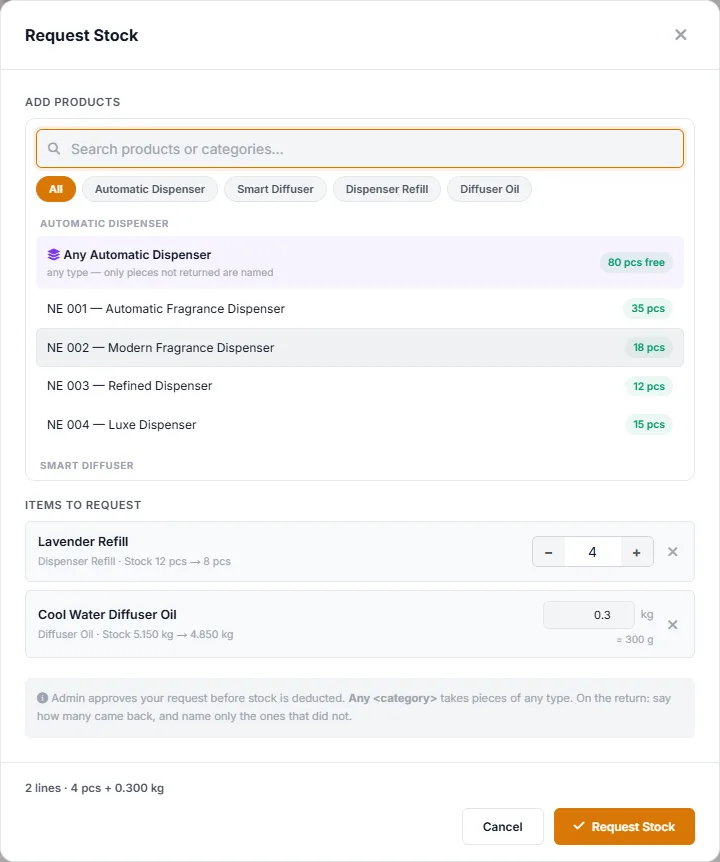 Request Stock
ADD PRODUCTS
Search products or categories...
All
Automatic Dispenser
Smart Diffuser
Dispenser Refill
Diffuser Oil
AUTOMATIC DISPENSER
Any Automatic Dispenser
any type — only pieces not returned are named
80 pcs free
NE 001 — Automatic Fragrance Dispenser
35 pcs
NE 002 — Modern Fragrance Dispenser
18 pcs
NE 003 — Refined Dispenser
12 pcs
NE 004 — Luxe Dispenser
15 pcs
SMART DIFFUSER
ITEMS TO REQUEST
Lavender Refill
Dispenser Refill · Stock 12 pcs → 8 pcs
− 4 +
Cool Water Diffuser Oil
Diffuser Oil · Stock 5.150 kg → 4.850 kg
0.3 kg
= 300 g
Admin approves your request before stock is deducted. Any <category> takes pieces of any type. On the return: say
how many came back, and name only the ones that did not.
2 lines · 4 pcs + 0.300 kg
Cancel
Request Stock